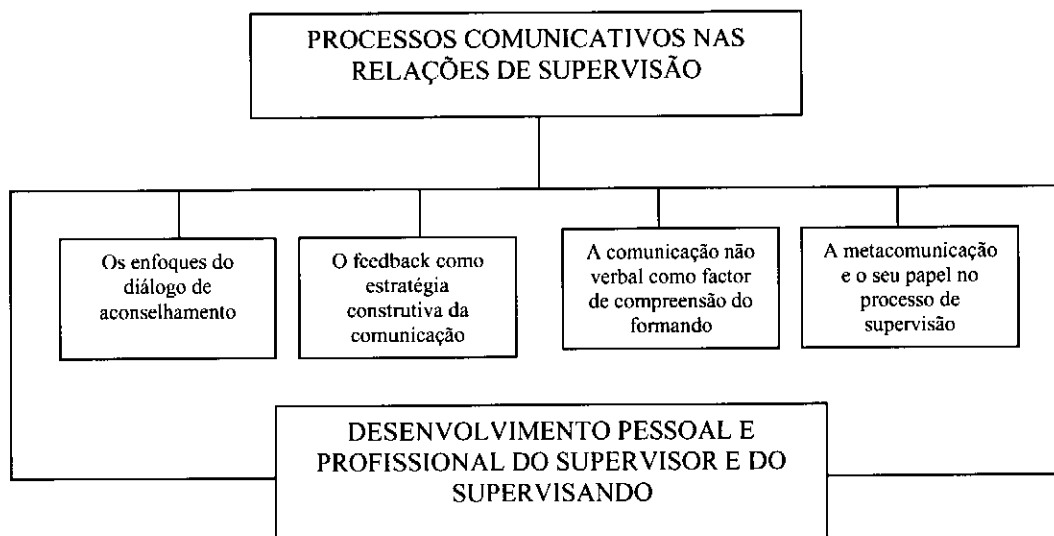 PROCESSOS COMUNICATIVOS NAS
RELAÇÕES DE SUPERVISÃO
Os enfoques do
diálogo de
aconselhamento
O feedback como
estratégia
construtiva da
comunicação
A comunicação não
verbal como factor
de compreensão do
formando
A metacomunicação
e o seu papel no
processo de
supervisão
DESENVOLVIMENTO PESSOAL E
PROFISSIONAL DO SUPERVISOR E DO
SUPERVISANDO